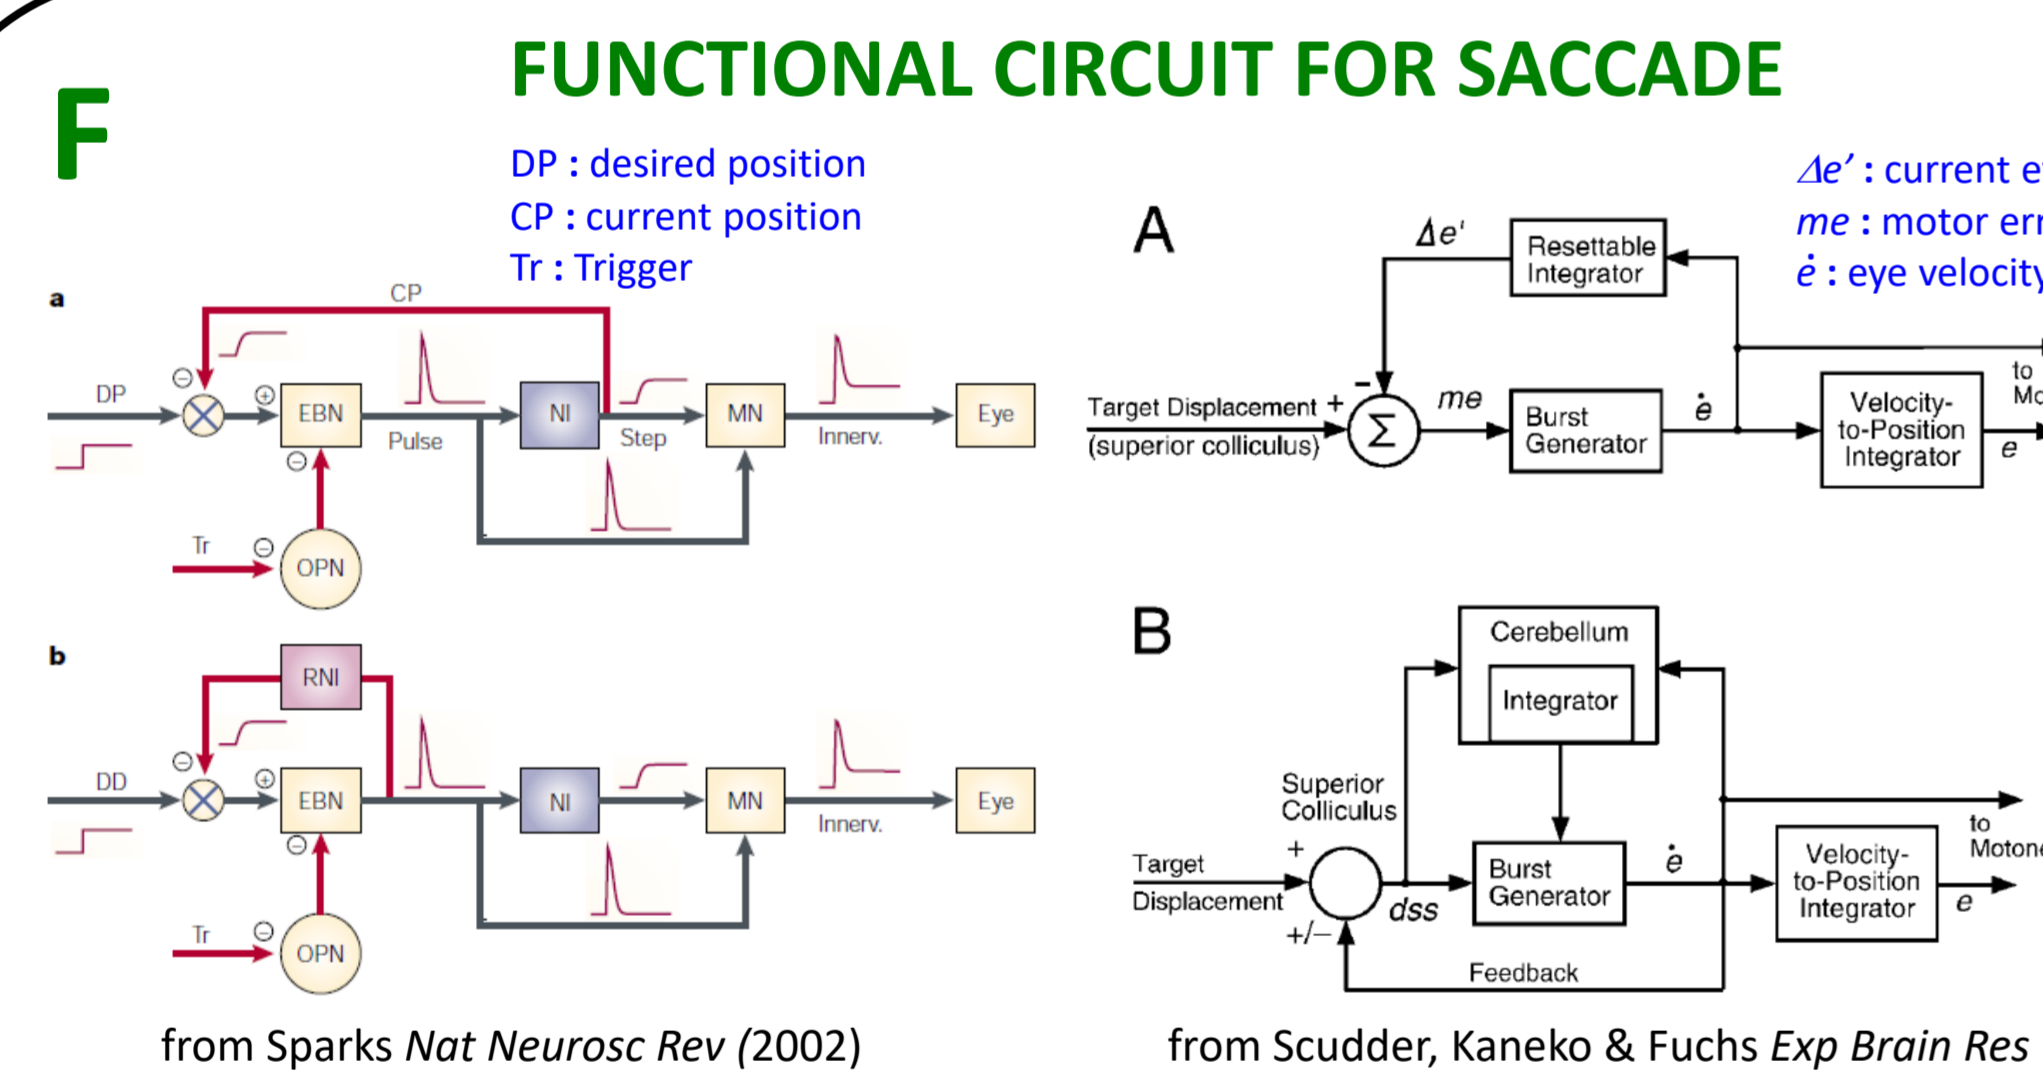 FUNCTIONAL CIRCUIT FOR SACCADE
F
DP : desired position
CP : current position
Tr : Trigger
a
CP
DP
−
+
EBN
Pulse
NI
Step
MN
Innerv.
Eye
−
Tr
−
OPN
b
RNI
DD
−
+
EBN
NI
MN
Innerv.
Eye
−
Tr
−
OPN
from Sparks Nat Neurosc Rev (2002)
Δe' : current
me : motor
ė : eye velocity
A
Δe'
Resettable
Integrator
−
Target Displacement +
(superior colliculus)
Σ
me
Burst
Generator
ė
Velocity-
to-Position
Integrator
to
e
B
Cerebellum
Integrator
Superior
Colliculus
+
Target
Displacement
+/−
dss
Burst
Generator
ė
Velocity-
to-Position
Integrator
to
e
Feedback
from Scudder, Kaneko & Fuchs Exp Brain Res